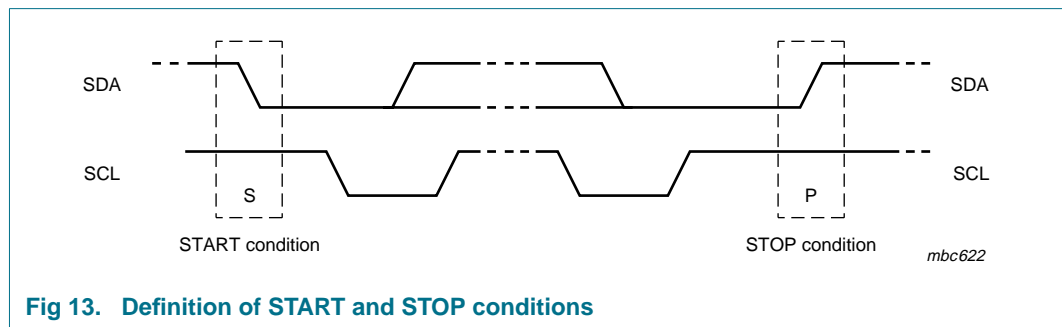 SDA
SDA
SCL
SCL
S
P
START condition
STOP condition
mbc622
Fig 13. Definition of START and STOP conditions